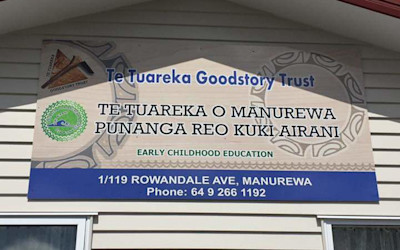 Te Tuareka Goodstory Trust
TE TUAREKA O MANUREWA
PUNANGA REO KUKI AIRANI
EARLY CHILDHOOD EDUCATION
1/119 ROWANDALE AVE, MANUREWA
Phone: 64 9 266 1192